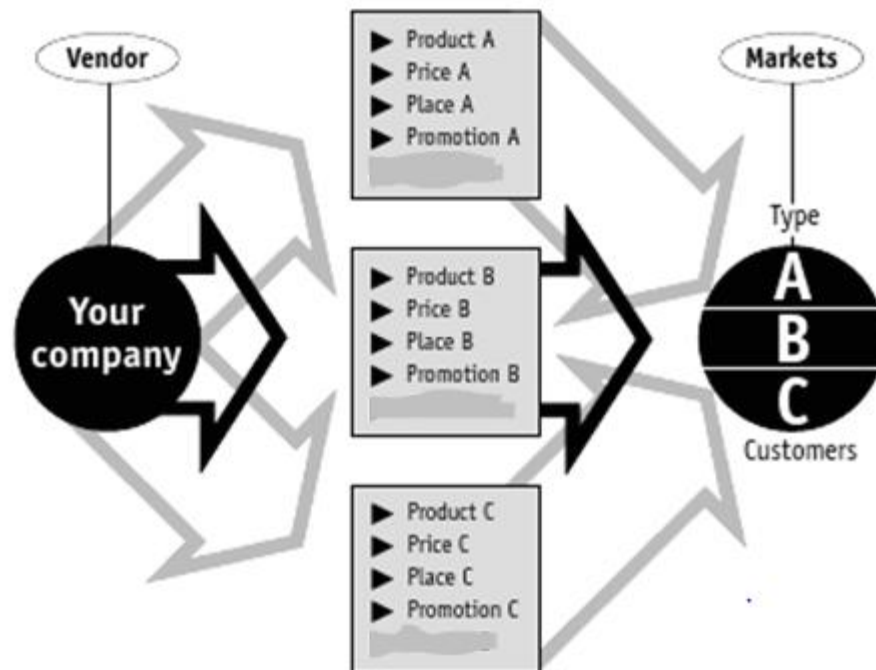 Vendor
Your
company
Product A
Price A
Place A
Promotion A
Product B
Price B
Place B
Promotion B
Product C
Price C
Place C
Promotion C
Markets
Type
A
B
C
Customers